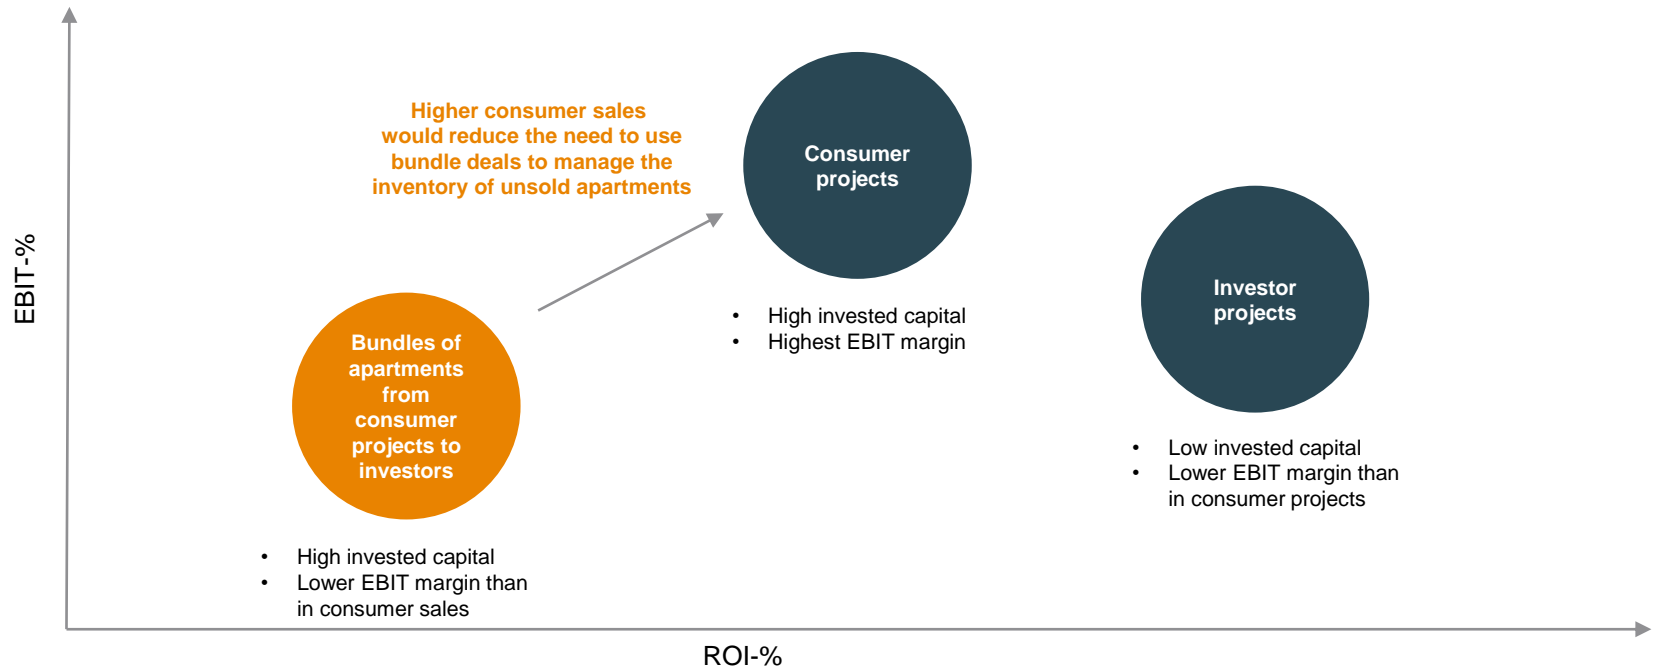 EBIT-%
Higher consumer sales
would reduce the need to use
bundle deals to manage the
inventory of unsold apartments
Consumer
projects
• High invested capital
• Highest EBIT margin
Investor
projects
• Low invested capital
• Lower EBIT margin than
in consumer projects
Bundles of
apartments
from
consumer
projects to
investors
• High invested capital
• Lower EBIT margin than
in consumer sales
ROI-%